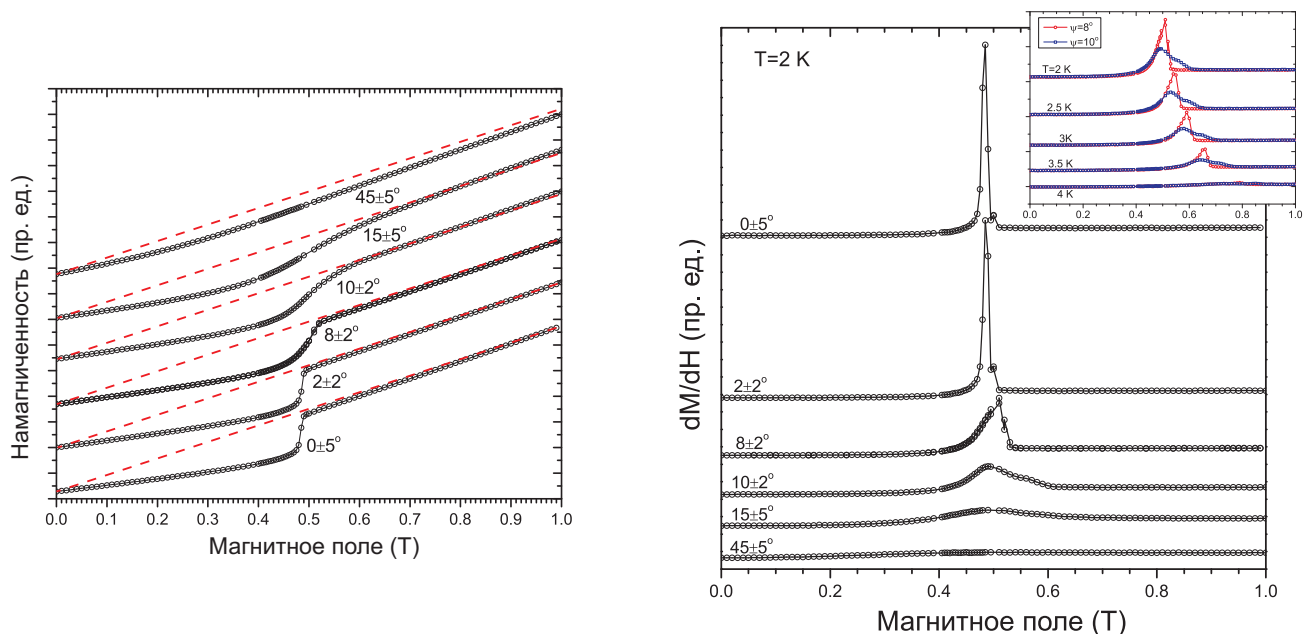 Намагниченность (пр. ед.)
45±5°
15±5°
10±2°
8±2°
2±2°
0±5°
0.0 0.1 0.2 0.3 0.4 0.5 0.6 0.7 0.8 0.9 1.0
Магнитное поле (Т)
dM/dH (пр. ед.)
T=2 K
0±5°
2±2°
8±2°
10±2°
15±5°
45±5°
0.0 0.2 0.4 0.6 0.8 1.0
Магнитное поле (Т)
ψ=8°
ψ=10°
T=2 K
2.5 K
3K
3.5 K
4 K
0.0 0.2 0.4 0.6 0.8 1.0